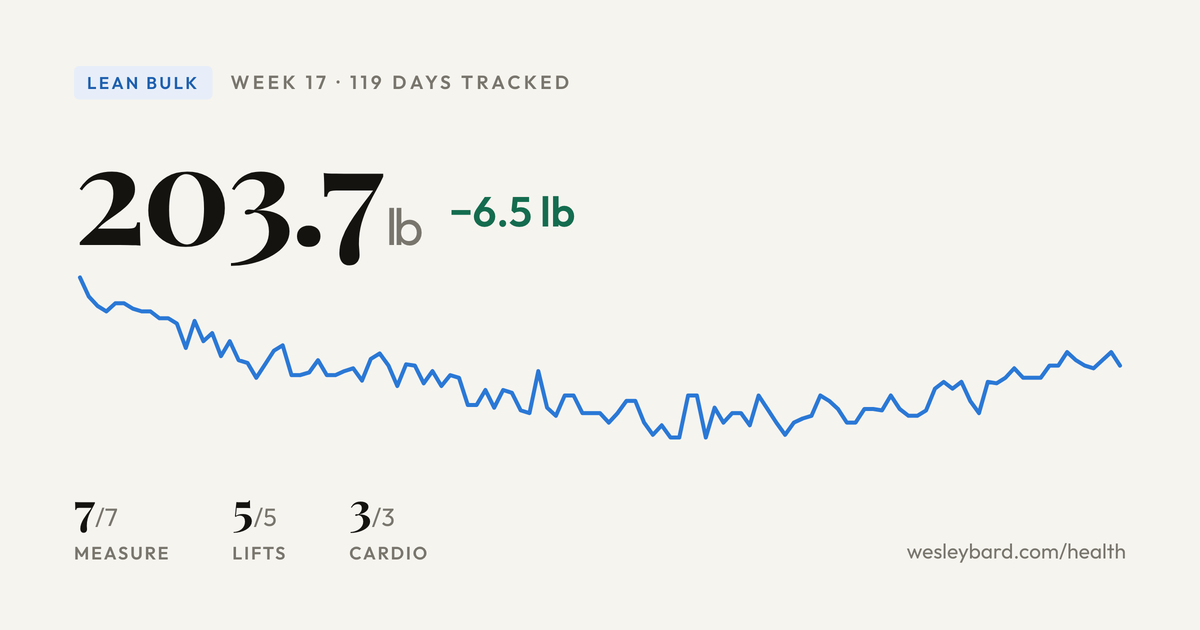 LEAN BULK WEEK 17 · 119 DAYS TRACKED
203.7 lb −6.5 lb
7/7 5/5 3/3
MEASURE LIFTS CARDIO wesleybard.com/health